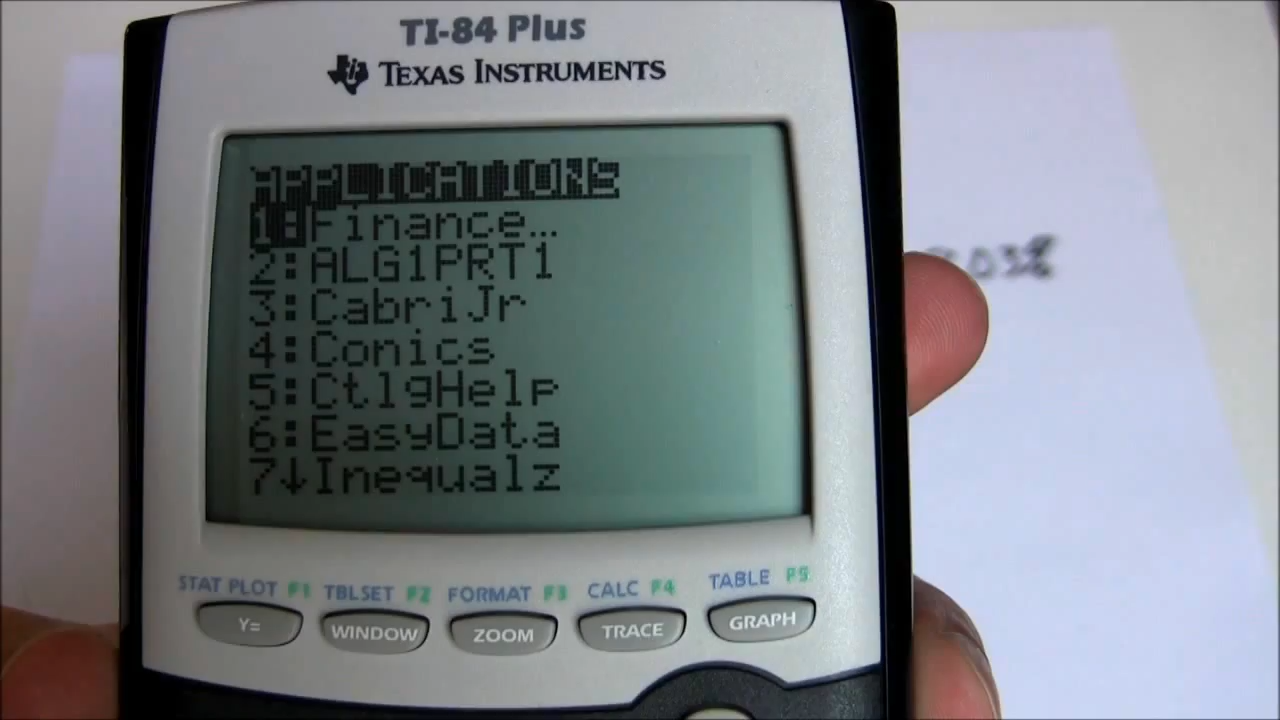 TI-84 Plus
TEXAS INSTRUMENTS
APPLICATIONS
1:Finance…
2:ALG1PRT1
3:CabriJr
4:Conics
5:CtlgHelp
6:EasyData
7↓Inequalz
STAT PLOT F1 TBLSET F2 FORMAT F3 CALC F4 TABLE F5
Y= WINDOW ZOOM TRACE GRAPH